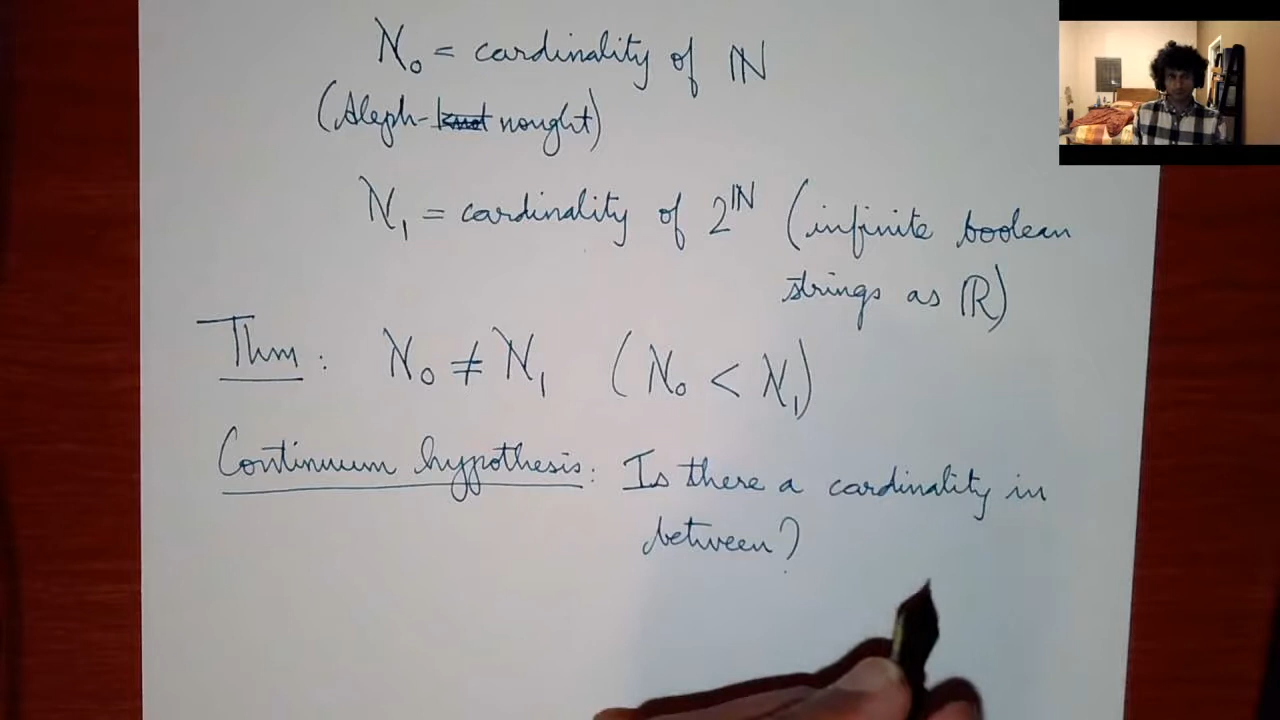 ℵ₀ = cardinality of ℕ
(Aleph- knot nought)
ℵ₁ = cardinality of 2^ℕ (infinite boolean
strings as ℝ)
Thm: ℵ₀ ≠ ℵ₁ (ℵ₀ < ℵ₁)
Continuum hypothesis: Is there a cardinality in
between?